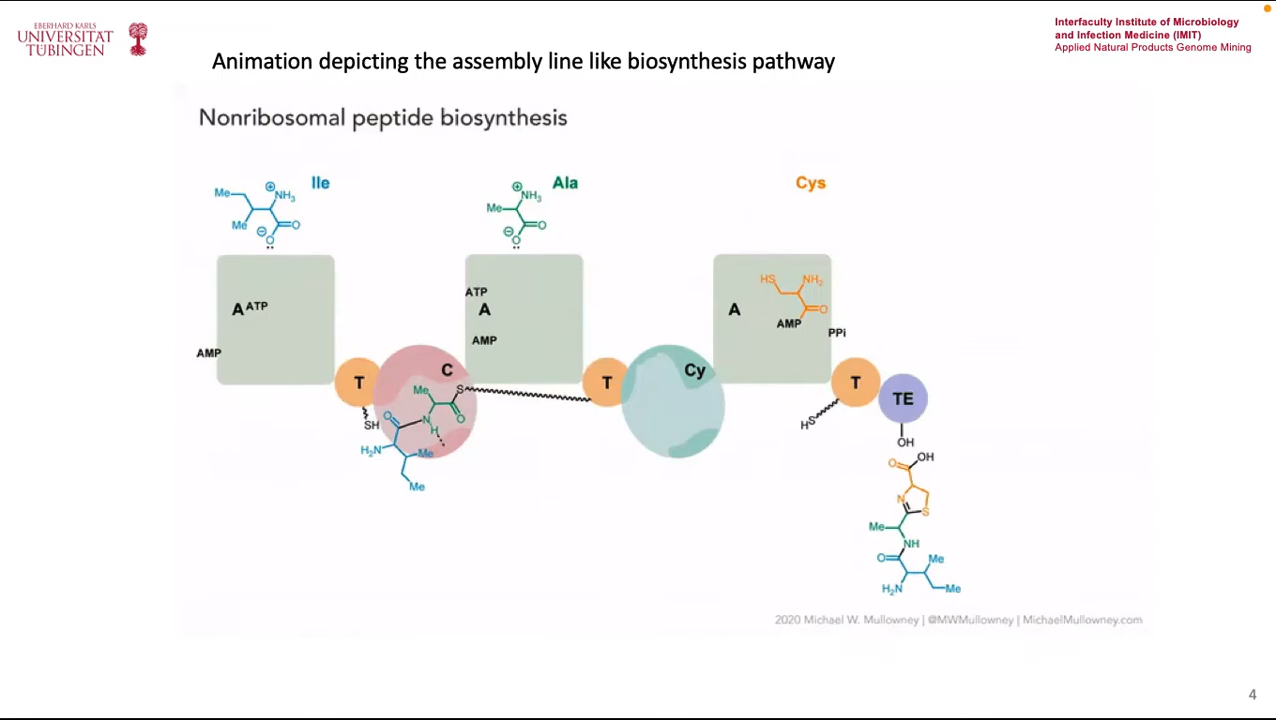 EBERHARD KARLS
UNIVERSITÄT
TÜBINGEN
Interfaculty Institute of Microbiology
and Infection Medicine (IMIT)
Applied Natural Products Genome Mining
Animation depicting the assembly line like biosynthesis pathway
Nonribosomal peptide biosynthesis
Ile
Ala
Cys
Me
⊕
NH₃
Me
⊖
O
O
⊕
NH₃
Me
⊖
O
O
A ATP
AMP
ATP
A
AMP
A
HS
NH₂
O
AMP
PPi
T
C
T
Cy
T
TE
SH
Me
S
O
O
N
H
H₂N
Me
Me
HS
OH
O
OH
N
S
Me
NH
O
Me
H₂N
Me
2020 Michael W. Mullowney | @MWMullowney | MichaelMullowney.com
4